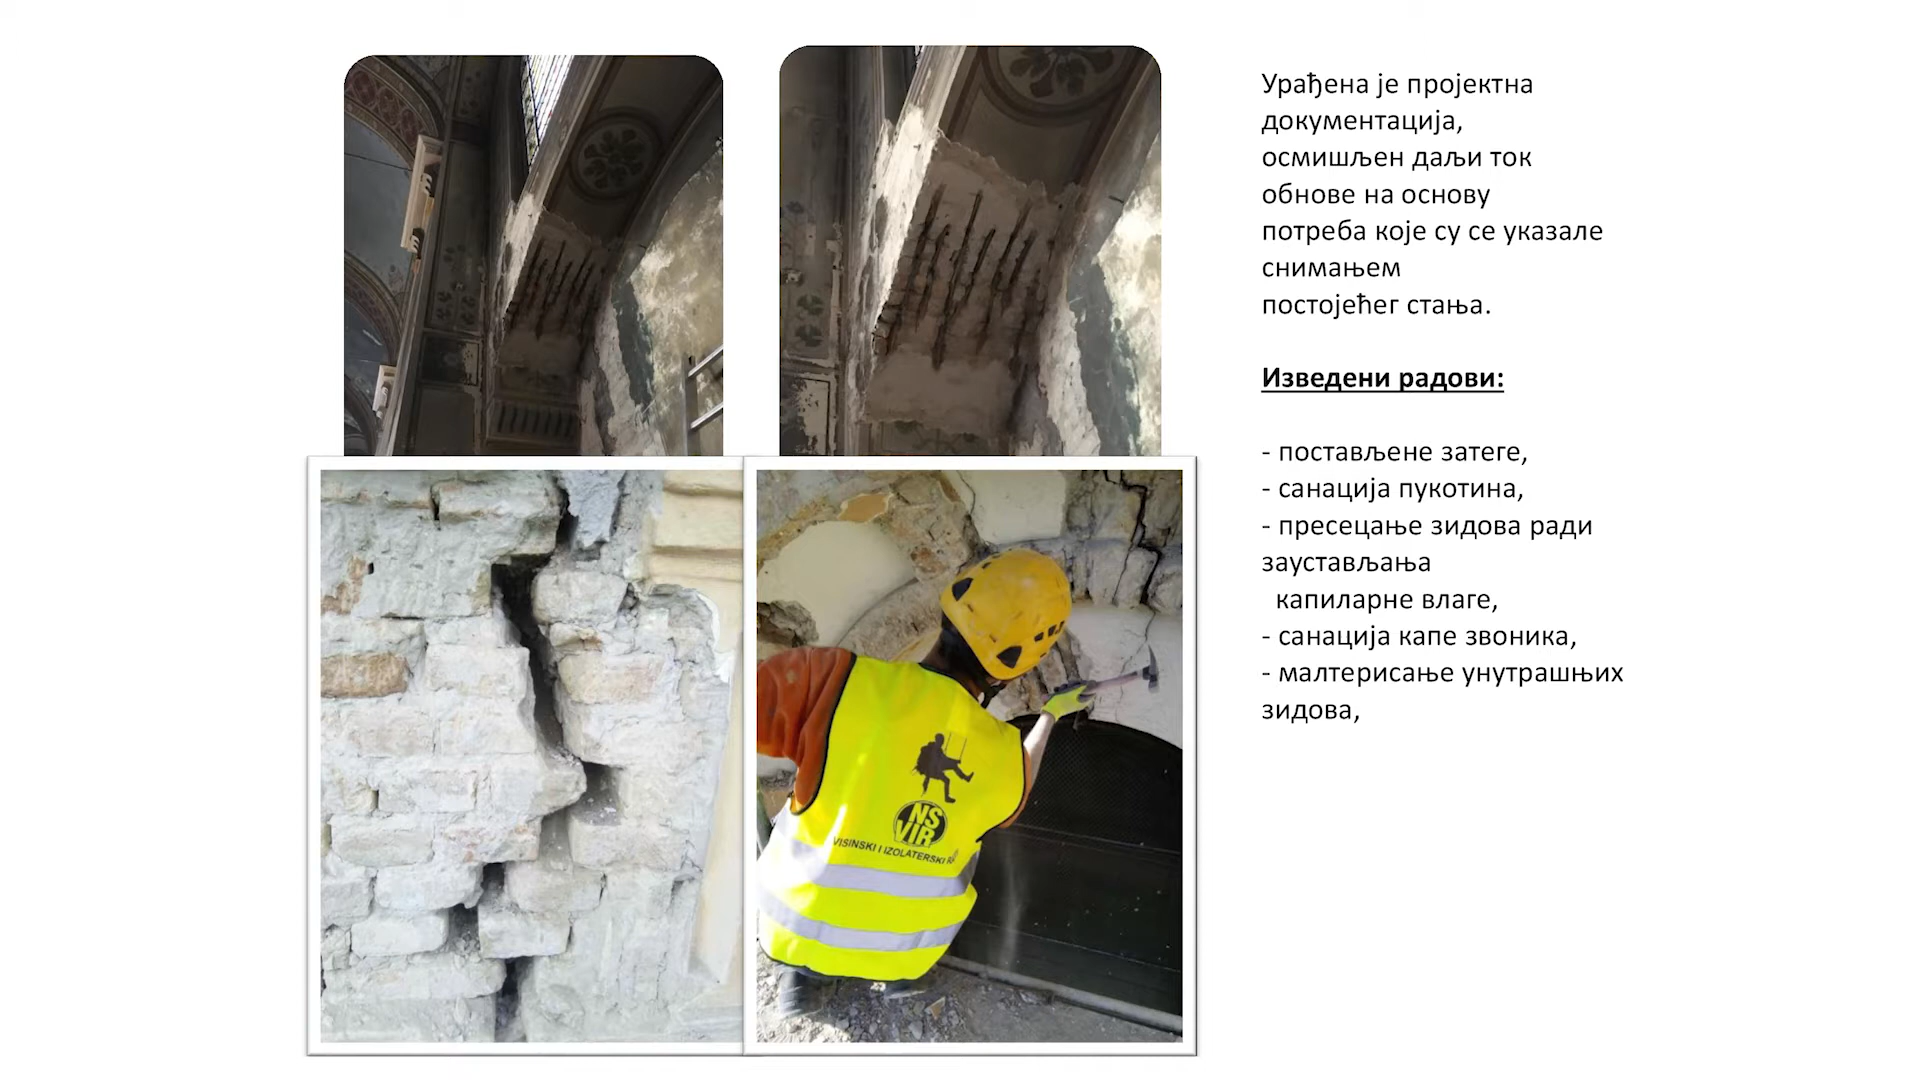 Урађена је пројектна
документација,
осмишљен даљи ток
обнове на основу
потреба које су се указале
снимањем
постојећег стања.
Изведени радови:
- постављене затеге,
- санација пукотина,
- пресецање зидова ради
заустављања
капиларне влаге,
- санација капе звоника,
- малтерисање унутрашњих
зидова,
NS
VIR
VISINSKI I IZOLATERSKI